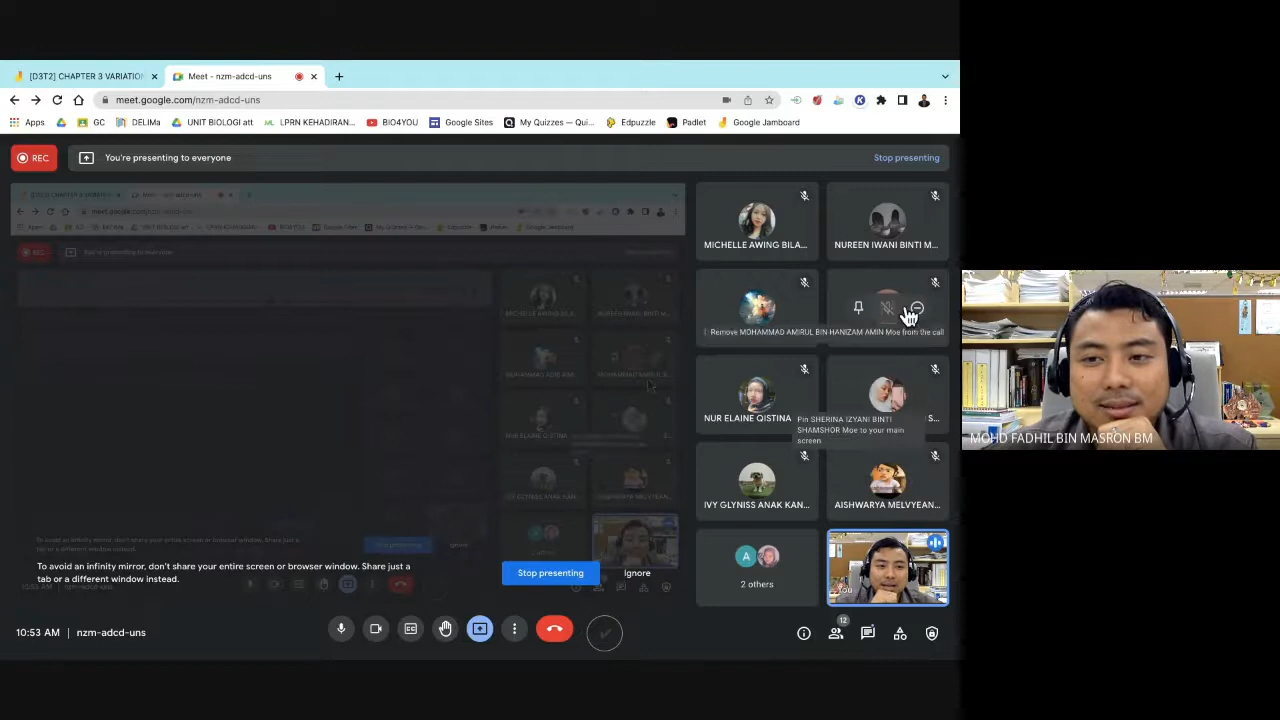 [D3T2] CHAPTER 3 VARIATION
Meet - nzm-adcd-uns
meet.google.com/nzm-adcd-uns
Apps GC DELIMa UNIT BIOLOGI att LPRN KEHADIRAN... BIO4YOU Google Sites My Quizzes — Qui... Edpuzzle Padlet Google Jamboard
REC You're presenting to everyone Stop presenting
MICHELLE AWING BILA... NUREEN IWANI BINTI M...
Remove MOHAMMAD AMIRUL BIN HANIZAM AMIN Moe from the call
NUR ELAINE QISTINA S...
Pin SHERINA IZYANI BINTI
SHAMSHOR Moe to your main
screen
IVY GLYNISS ANAK KAN... AISHWARYA MELVYEAN...
A
2 others
You
To avoid an infinity mirror, don't share your entire screen or browser window. Share just a
tab or a different window instead.
Stop presenting Ignore
10:53 AM | nzm-adcd-uns
12
MOHD FADHIL BIN MASRON BM